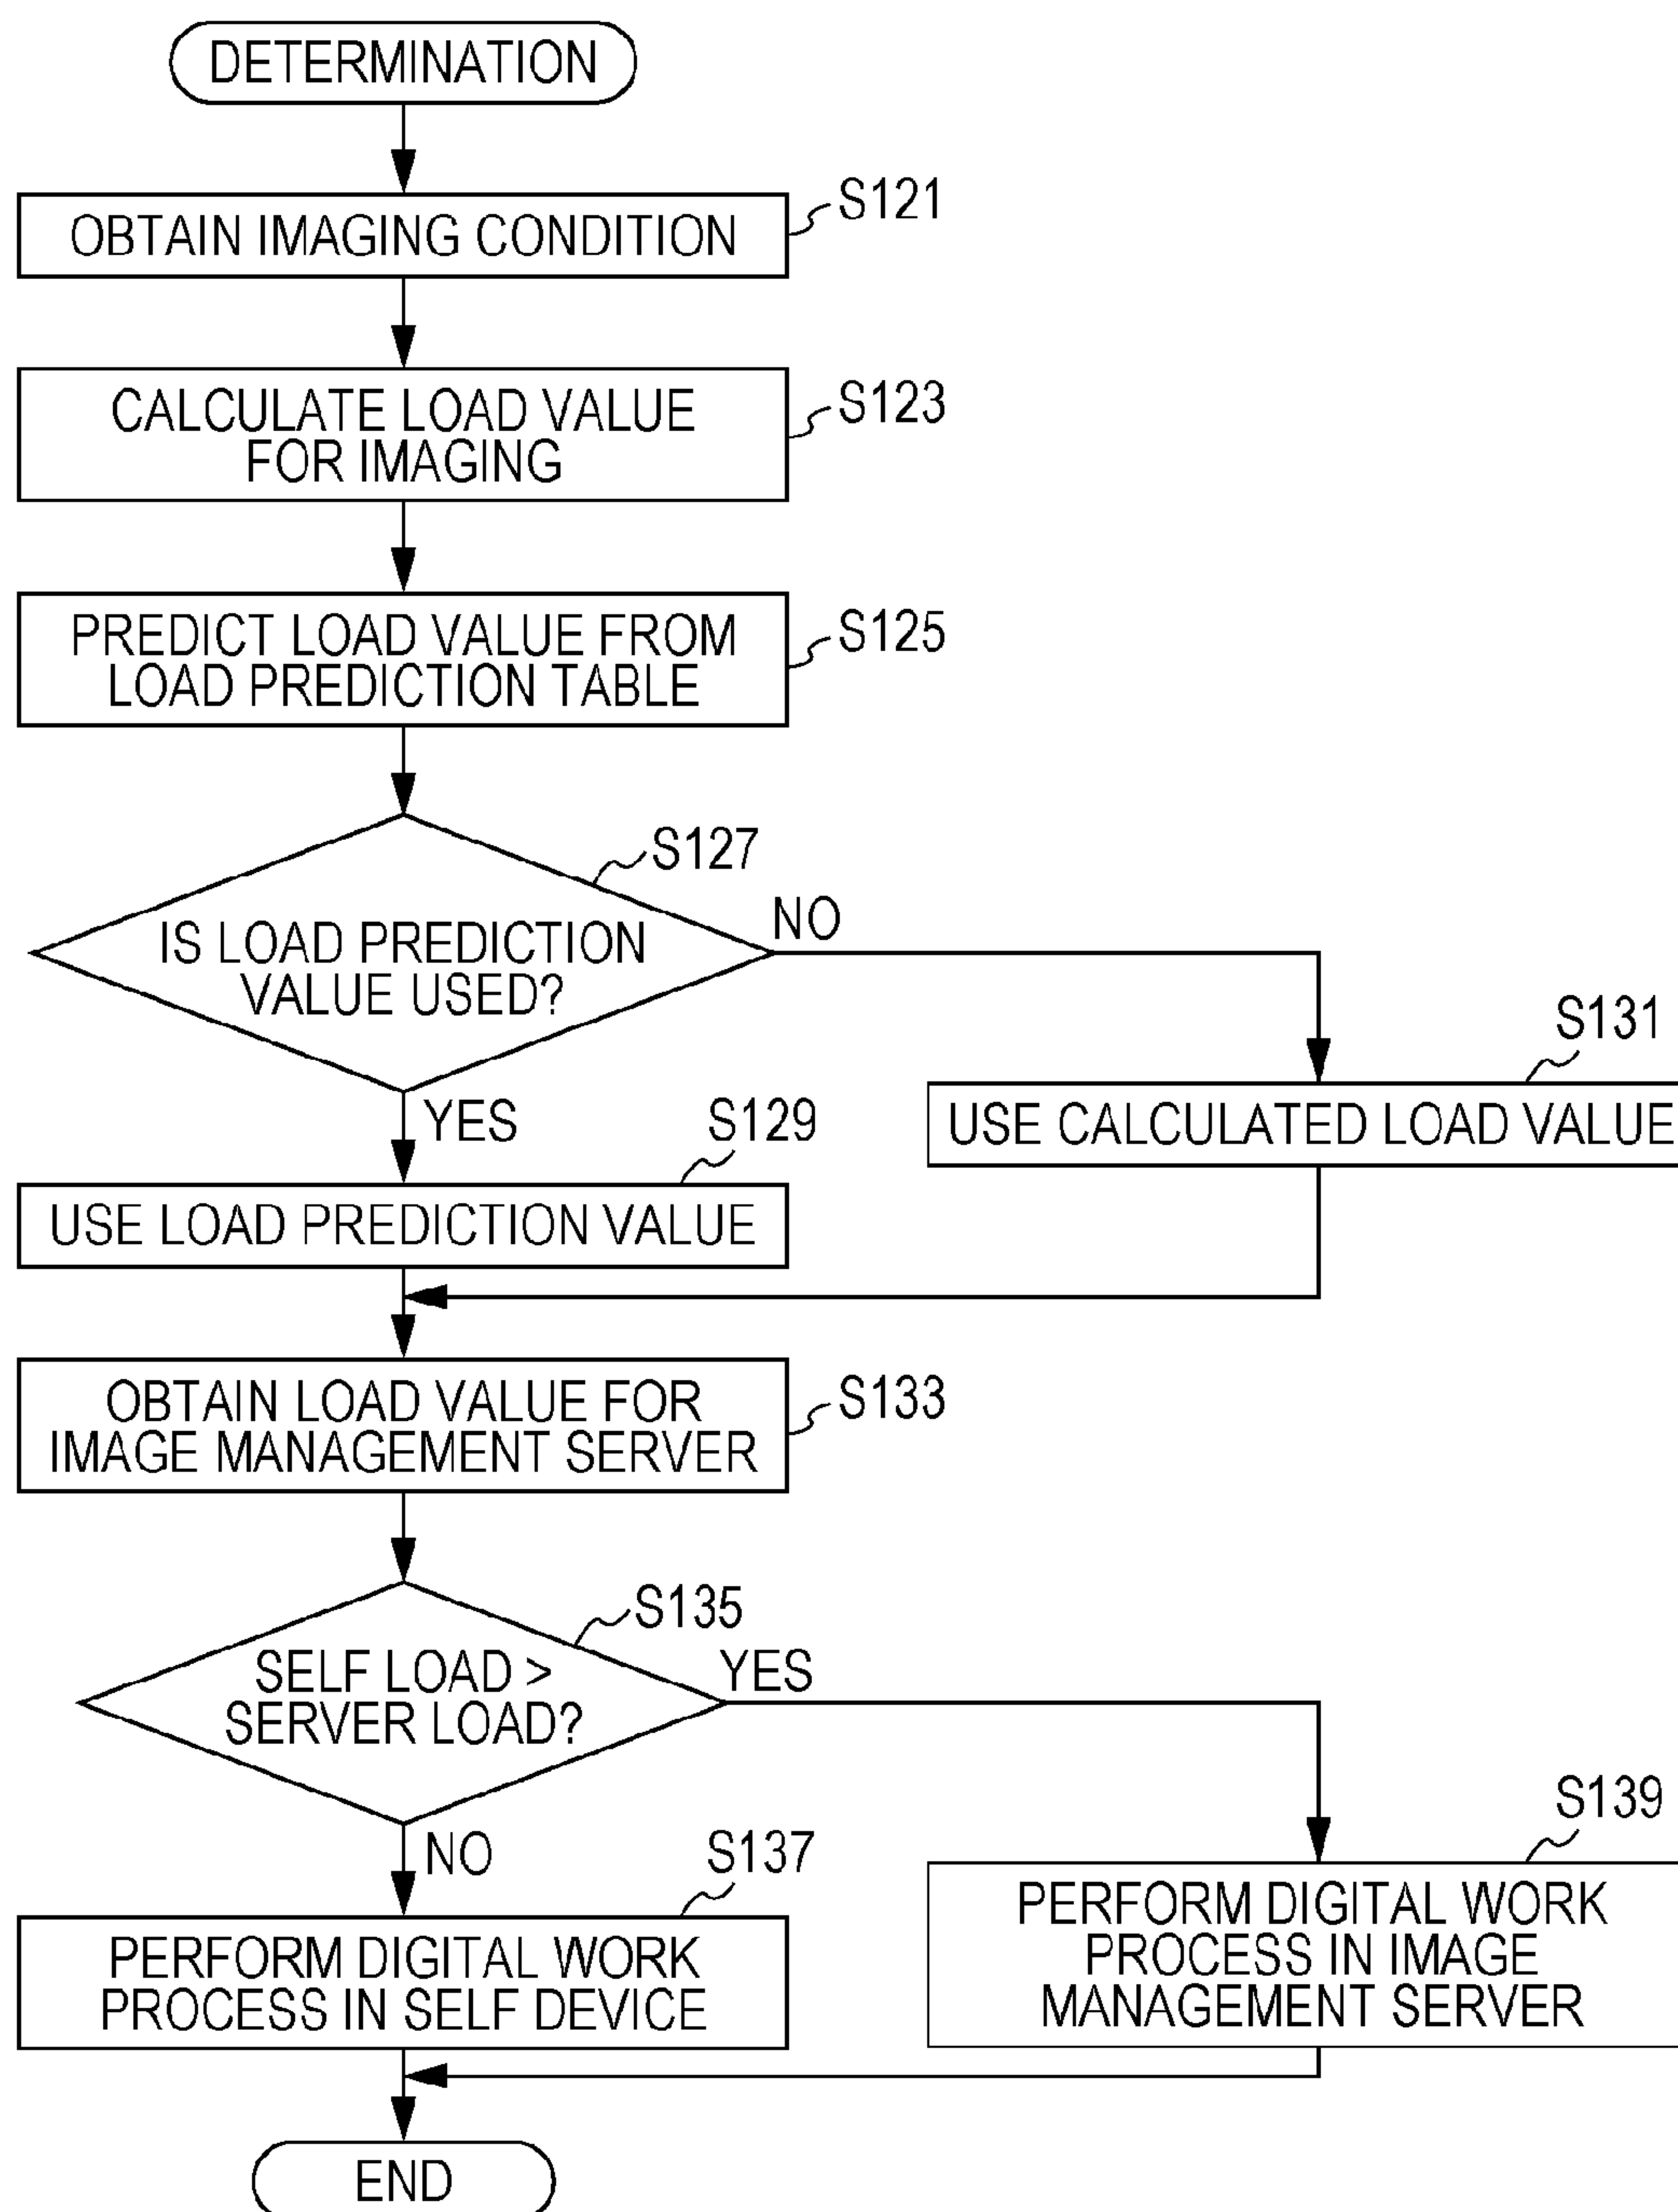 DETERMINATION
OBTAIN IMAGING CONDITION
S121
CALCULATE LOAD VALUE
FOR IMAGING
S123
PREDICT LOAD VALUE FROM
LOAD PREDICTION TABLE
S125
S127
IS LOAD PREDICTION
VALUE USED?
NO
YES
S131
USE CALCULATED LOAD VALUE
S129
USE LOAD PREDICTION VALUE
OBTAIN LOAD VALUE FOR
IMAGE MANAGEMENT SERVER
S133
S135
SELF LOAD >
SERVER LOAD?
YES
NO
S139
PERFORM DIGITAL WORK
PROCESS IN IMAGE
MANAGEMENT SERVER
S137
PERFORM DIGITAL WORK
PROCESS IN SELF DEVICE
END